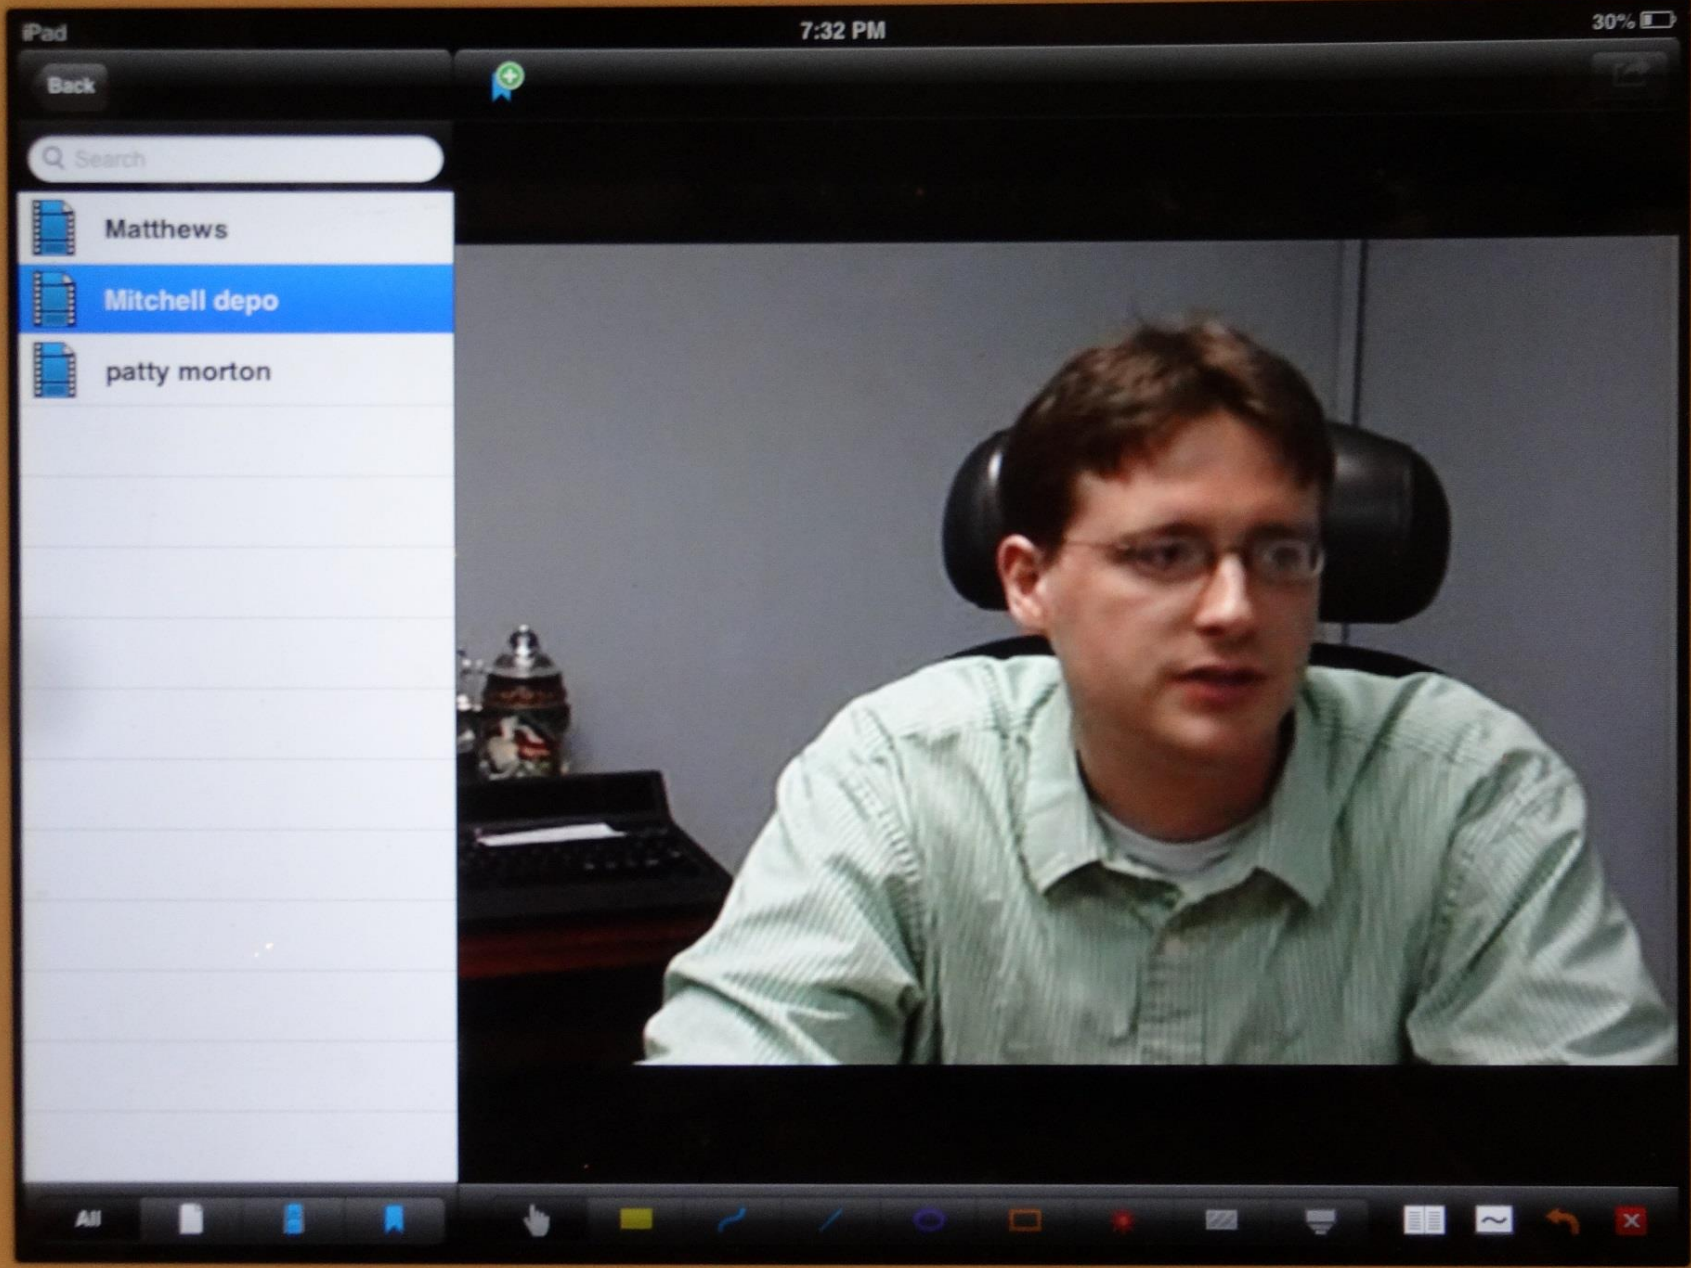 iPad
7:32 PM
30%
Back
Search
Matthews
Mitchell depo
patty morton
All